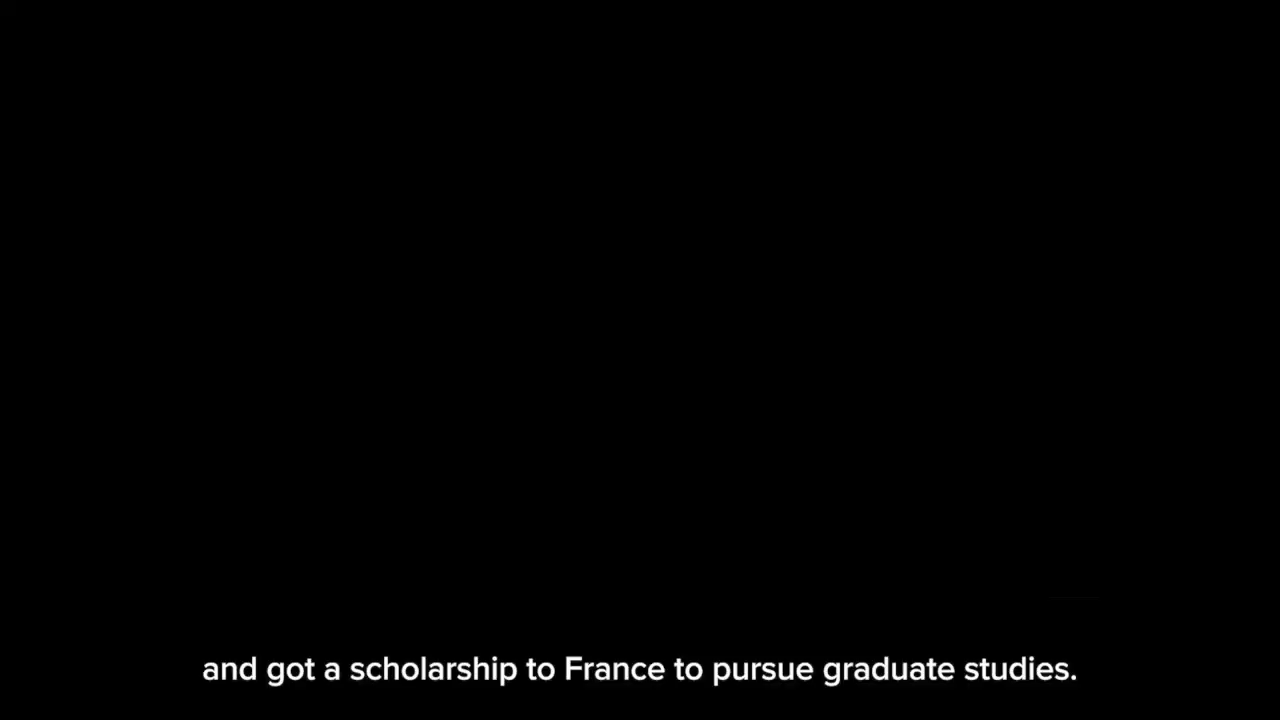 and got a scholarship to France to pursue graduate studies.